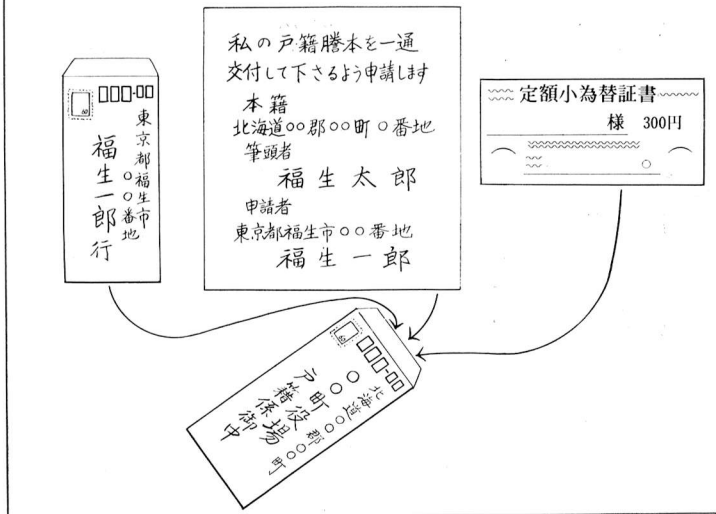 東京都福生市
○○番地
福生一郎行
私の戸籍謄本を一通
交付して下さるよう申請します
本籍
北海道○○郡○○町○番地
筆頭者
福生太郎
申請者
東京都福生市○○番地
福生一郎
定額小為替証書
様 300円
北海道○○郡○○町
○○町役場
戸籍係御中